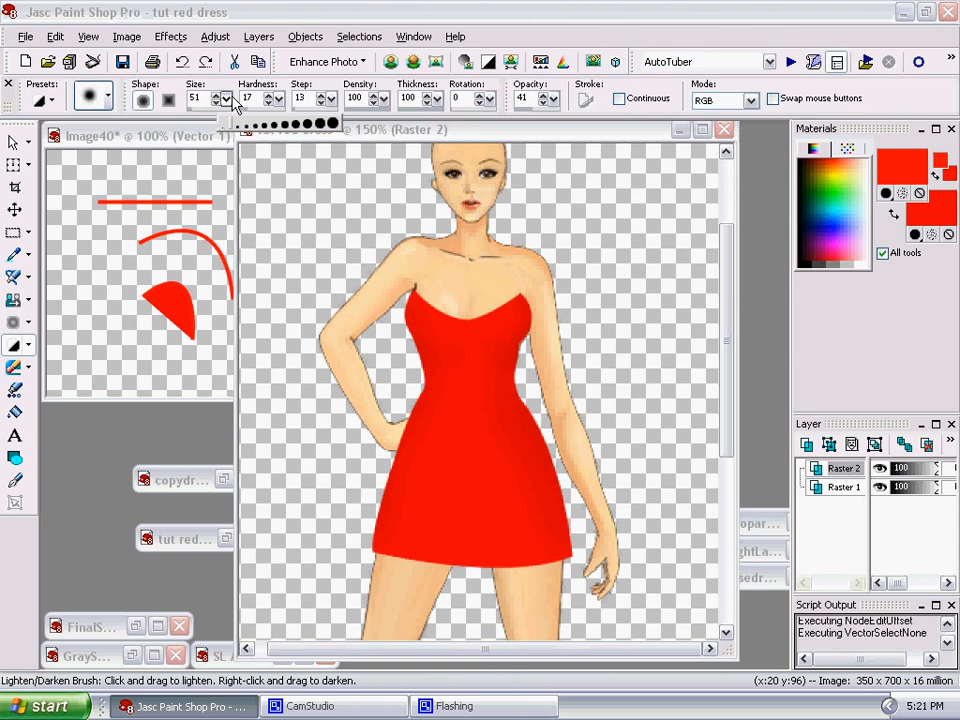 Jasc Paint Shop Pro - tut red dress
File Edit View Image Effects Adjust Layers Objects Selections Window Help
Enhance Photo
AutoTuber
Presets: Shape: Size: Hardness: Step: Density: Thickness: Rotation: Opacity: Stroke: Mode:
51 17 13 100 100 0 41 Continuous RGB Swap mouse buttons
Image40* @ 100% (Vector 1)
@ 150% (Raster 2)
Materials
All tools
Layer
Raster 2 100
Raster 1 100
copydr...
tut red...
opar...
ghtLa...
sedr...
FinalS...
GrayS...
SL
Script Output
Executing NodeEditOffset
Executing VectorSelectNone
Lighten/Darken Brush: Click and drag to lighten. Right-click and drag to darken.
(x:20 y:96) -- Image: 350 x 700 x 16 million
start
Jasc Paint Shop Pro - ...
CamStudio
Flashing
5:21 PM